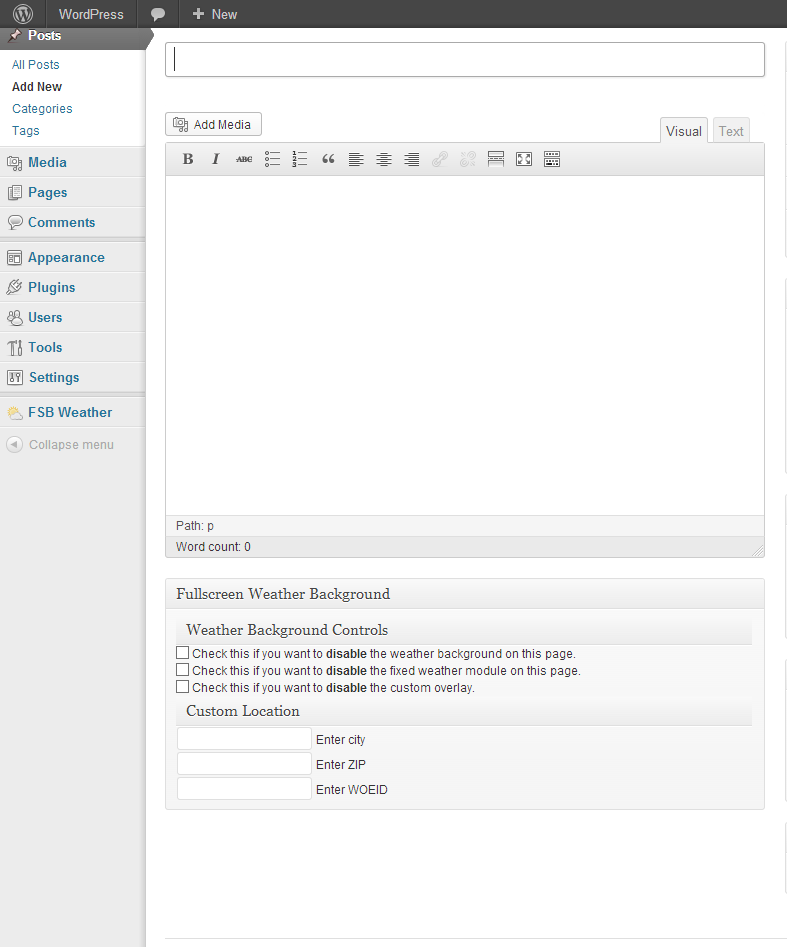 WordPress
New
Posts
All Posts
Add New
Categories
Tags
Media
Pages
Comments
Appearance
Plugins
Users
Tools
Settings
FSB Weather
Collapse menu
Add Media
Visual
Text
B I ABC
Path: p
Word count: 0
Fullscreen Weather Background
Weather Background Controls
Check this if you want to disable the weather background on this page.
Check this if you want to disable the fixed weather module on this page.
Check this if you want to disable the custom overlay.
Custom Location
Enter city
Enter ZIP
Enter WOEID